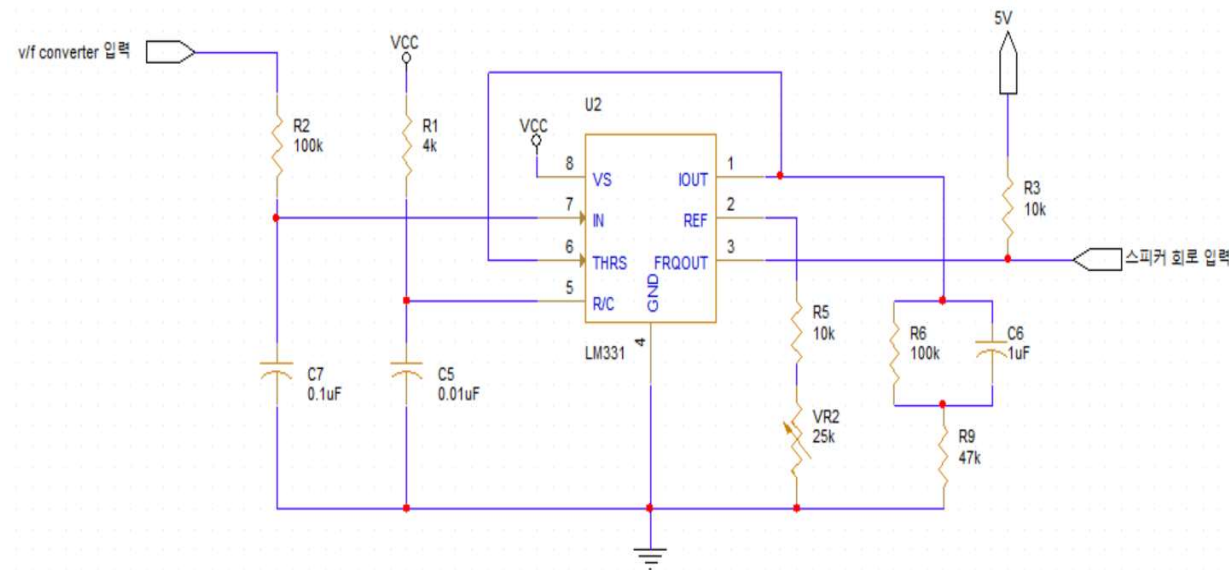 v/f converter 입력
VCC
5V
R2
100k
R1
4k
U2
VCC
8
VS
IOUT
1
7
IN
REF
2
6
THRS
FRQOUT
3
5
R/C
GND
4
LM331
R3
10k
스피커 회로 입력
R5
10k
R6
100k
C6
1uF
C7
0.1uF
C5
0.01uF
VR2
25k
R9
47k